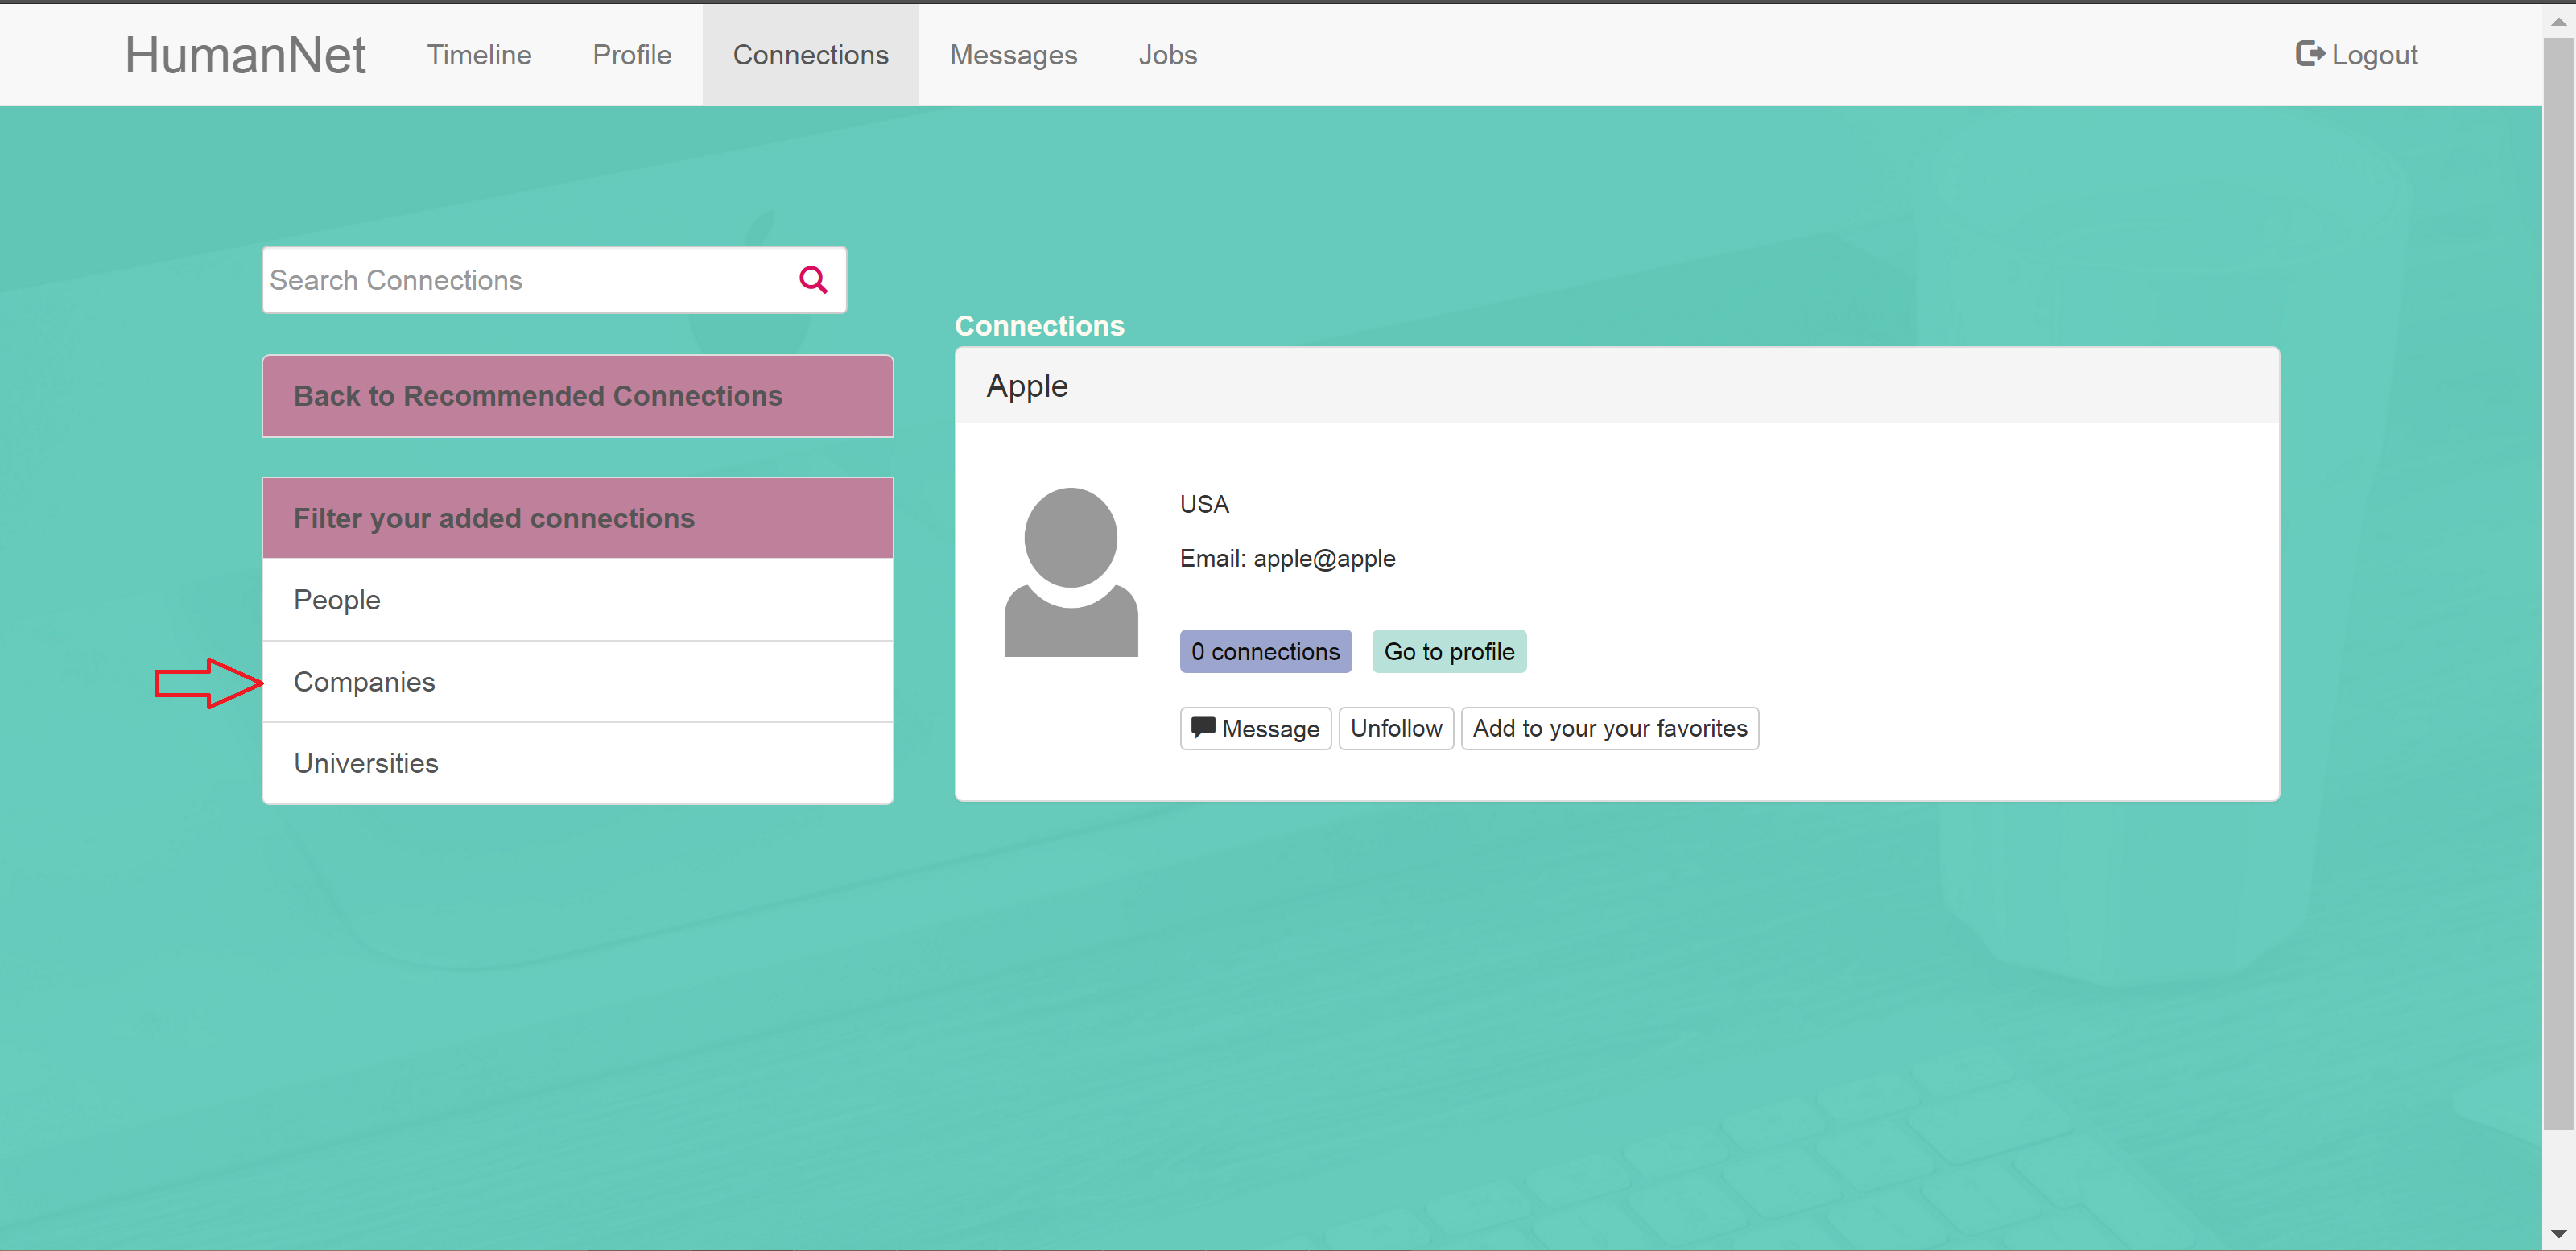 HumanNet Timeline Profile Connections Messages Jobs Logout
Search Connections
Back to Recommended Connections
Filter your added connections
People
Companies
Universities
Connections
Apple
USA
Email: apple@apple
0 connections Go to profile
Message Unfollow Add to your your favorites